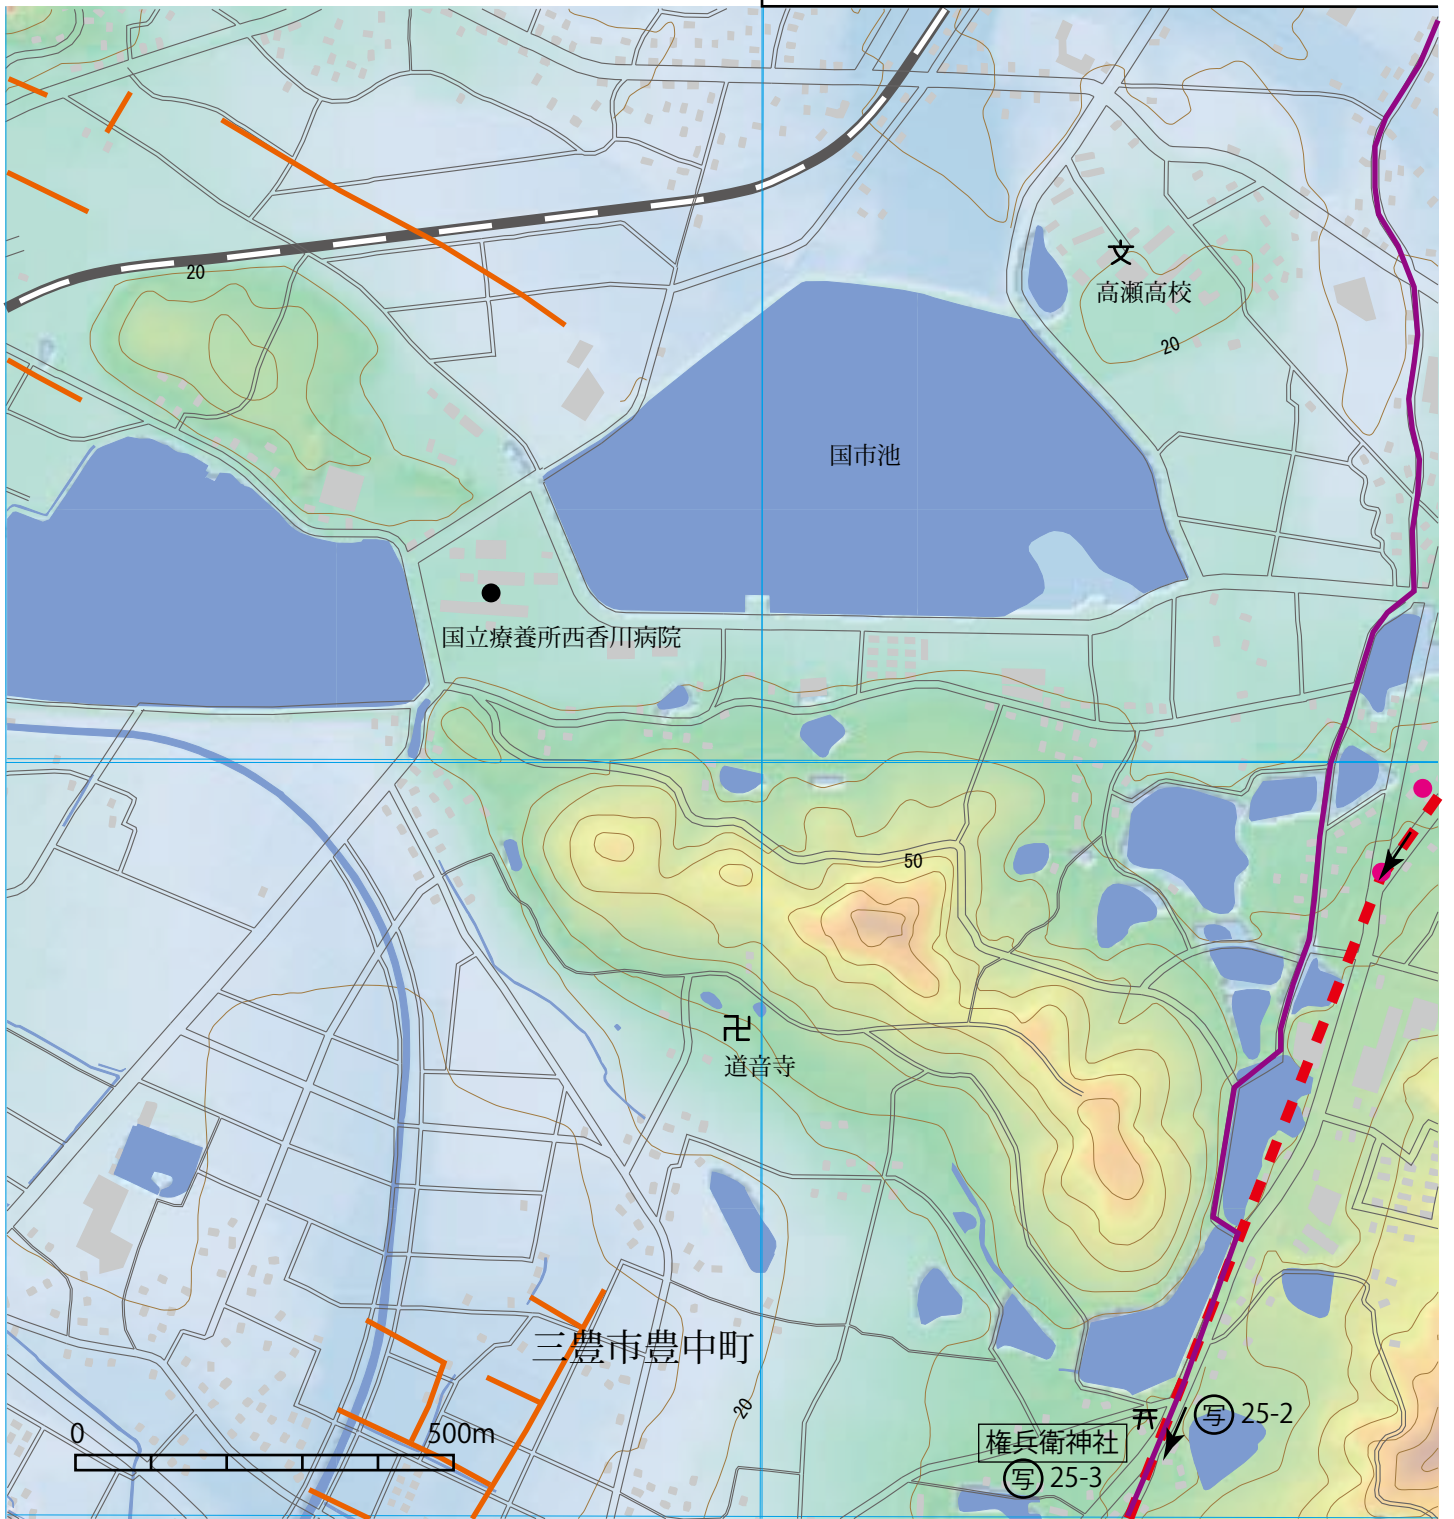 20
文
高瀬高校
20
国市池
国立療養所西香川病院
50
卍
道音寺
三豊市豊中町
20
0 500m
写 25-2
権兵衛神社
写 25-3